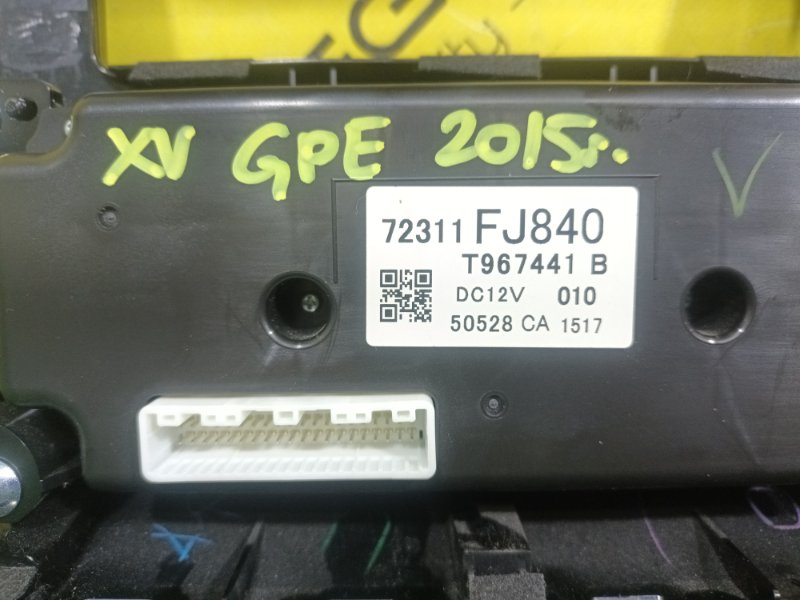 XV GPE 2015г.
V
72311 FJ840
T967441 B
DC12V 010
50528 CA 1517